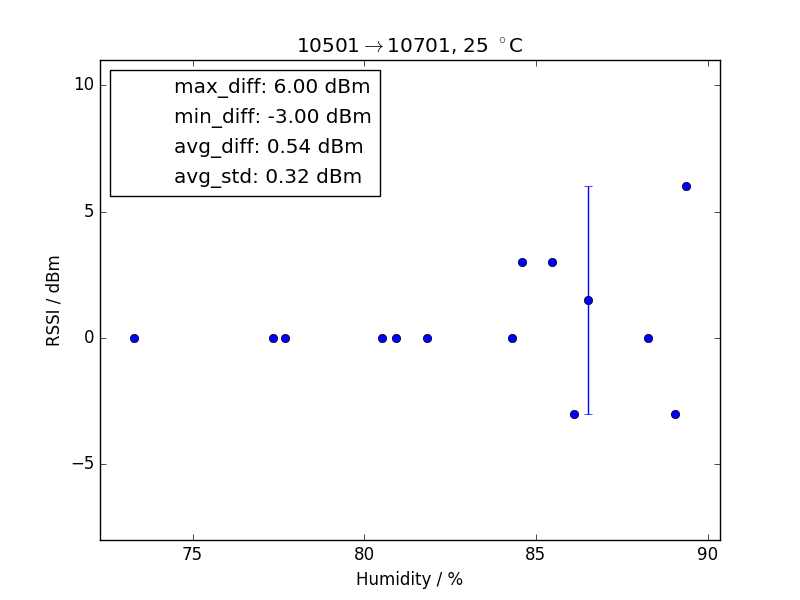 10501→10701, 25 °C
max_diff: 6.00 dBm
min_diff: -3.00 dBm
avg_diff: 0.54 dBm
avg_std: 0.32 dBm
10
5
0
−5
RSSI / dBm
75 80 85 90
Humidity / %